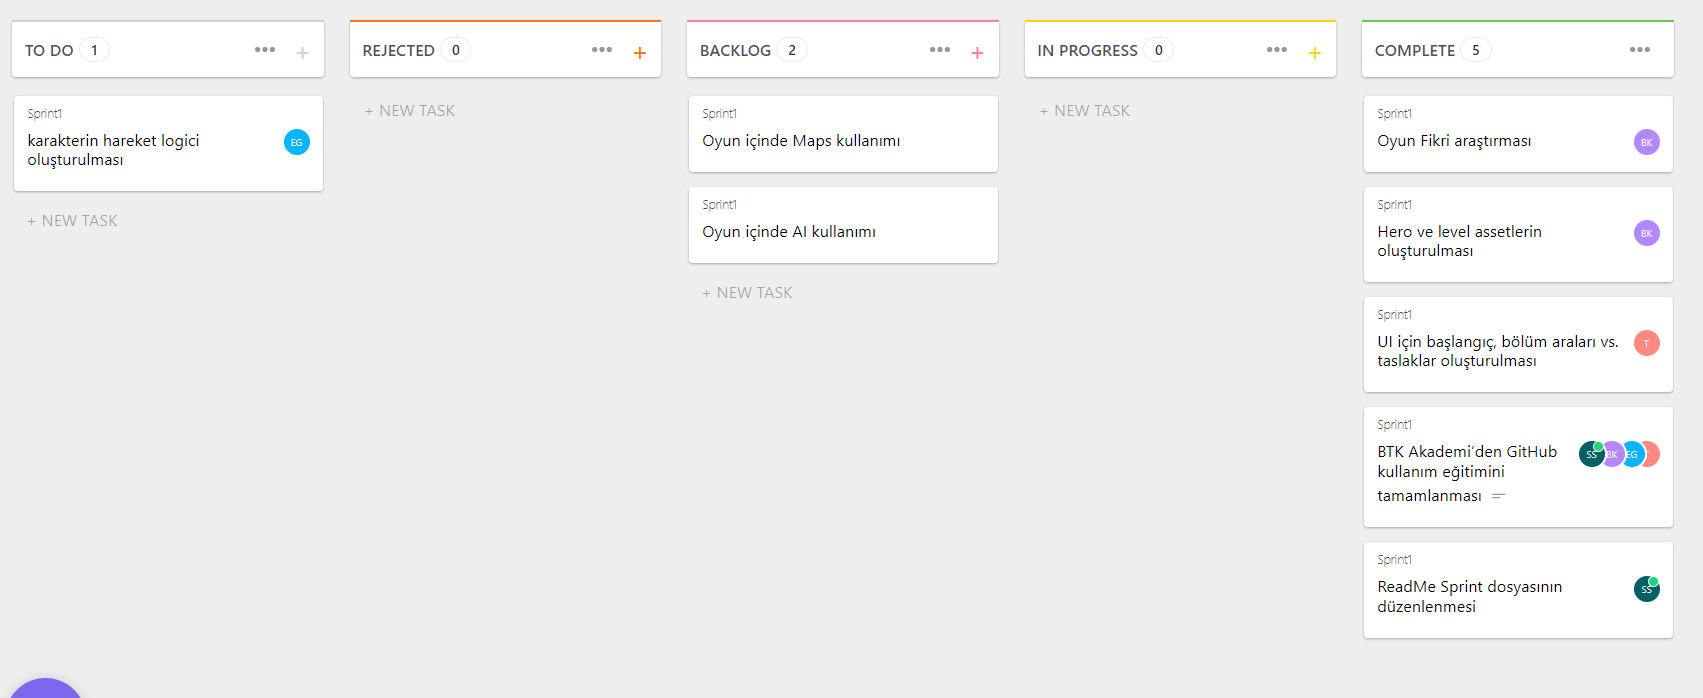 TO DO 1
Sprint1
karakterin hareket logici
oluşturulması
EG
+ NEW TASK
REJECTED 0
+ NEW TASK
BACKLOG 2
Sprint1
Oyun içinde Maps kullanımı
Sprint1
Oyun içinde AI kullanımı
+ NEW TASK
IN PROGRESS 0
+ NEW TASK
COMPLETE 5
Sprint1
Oyun Fikri araştırması
BK
Sprint1
Hero ve level assetlerin
oluşturulması
BK
Sprint1
UI için başlangıç, bölüm araları vs.
taslaklar oluşturulması
T
Sprint1
BTK Akademi'den GitHub
kullanım eğitimini
tamamlanması
SS BK EG T
Sprint1
ReadMe Sprint dosyasının
düzenlenmesi
SS